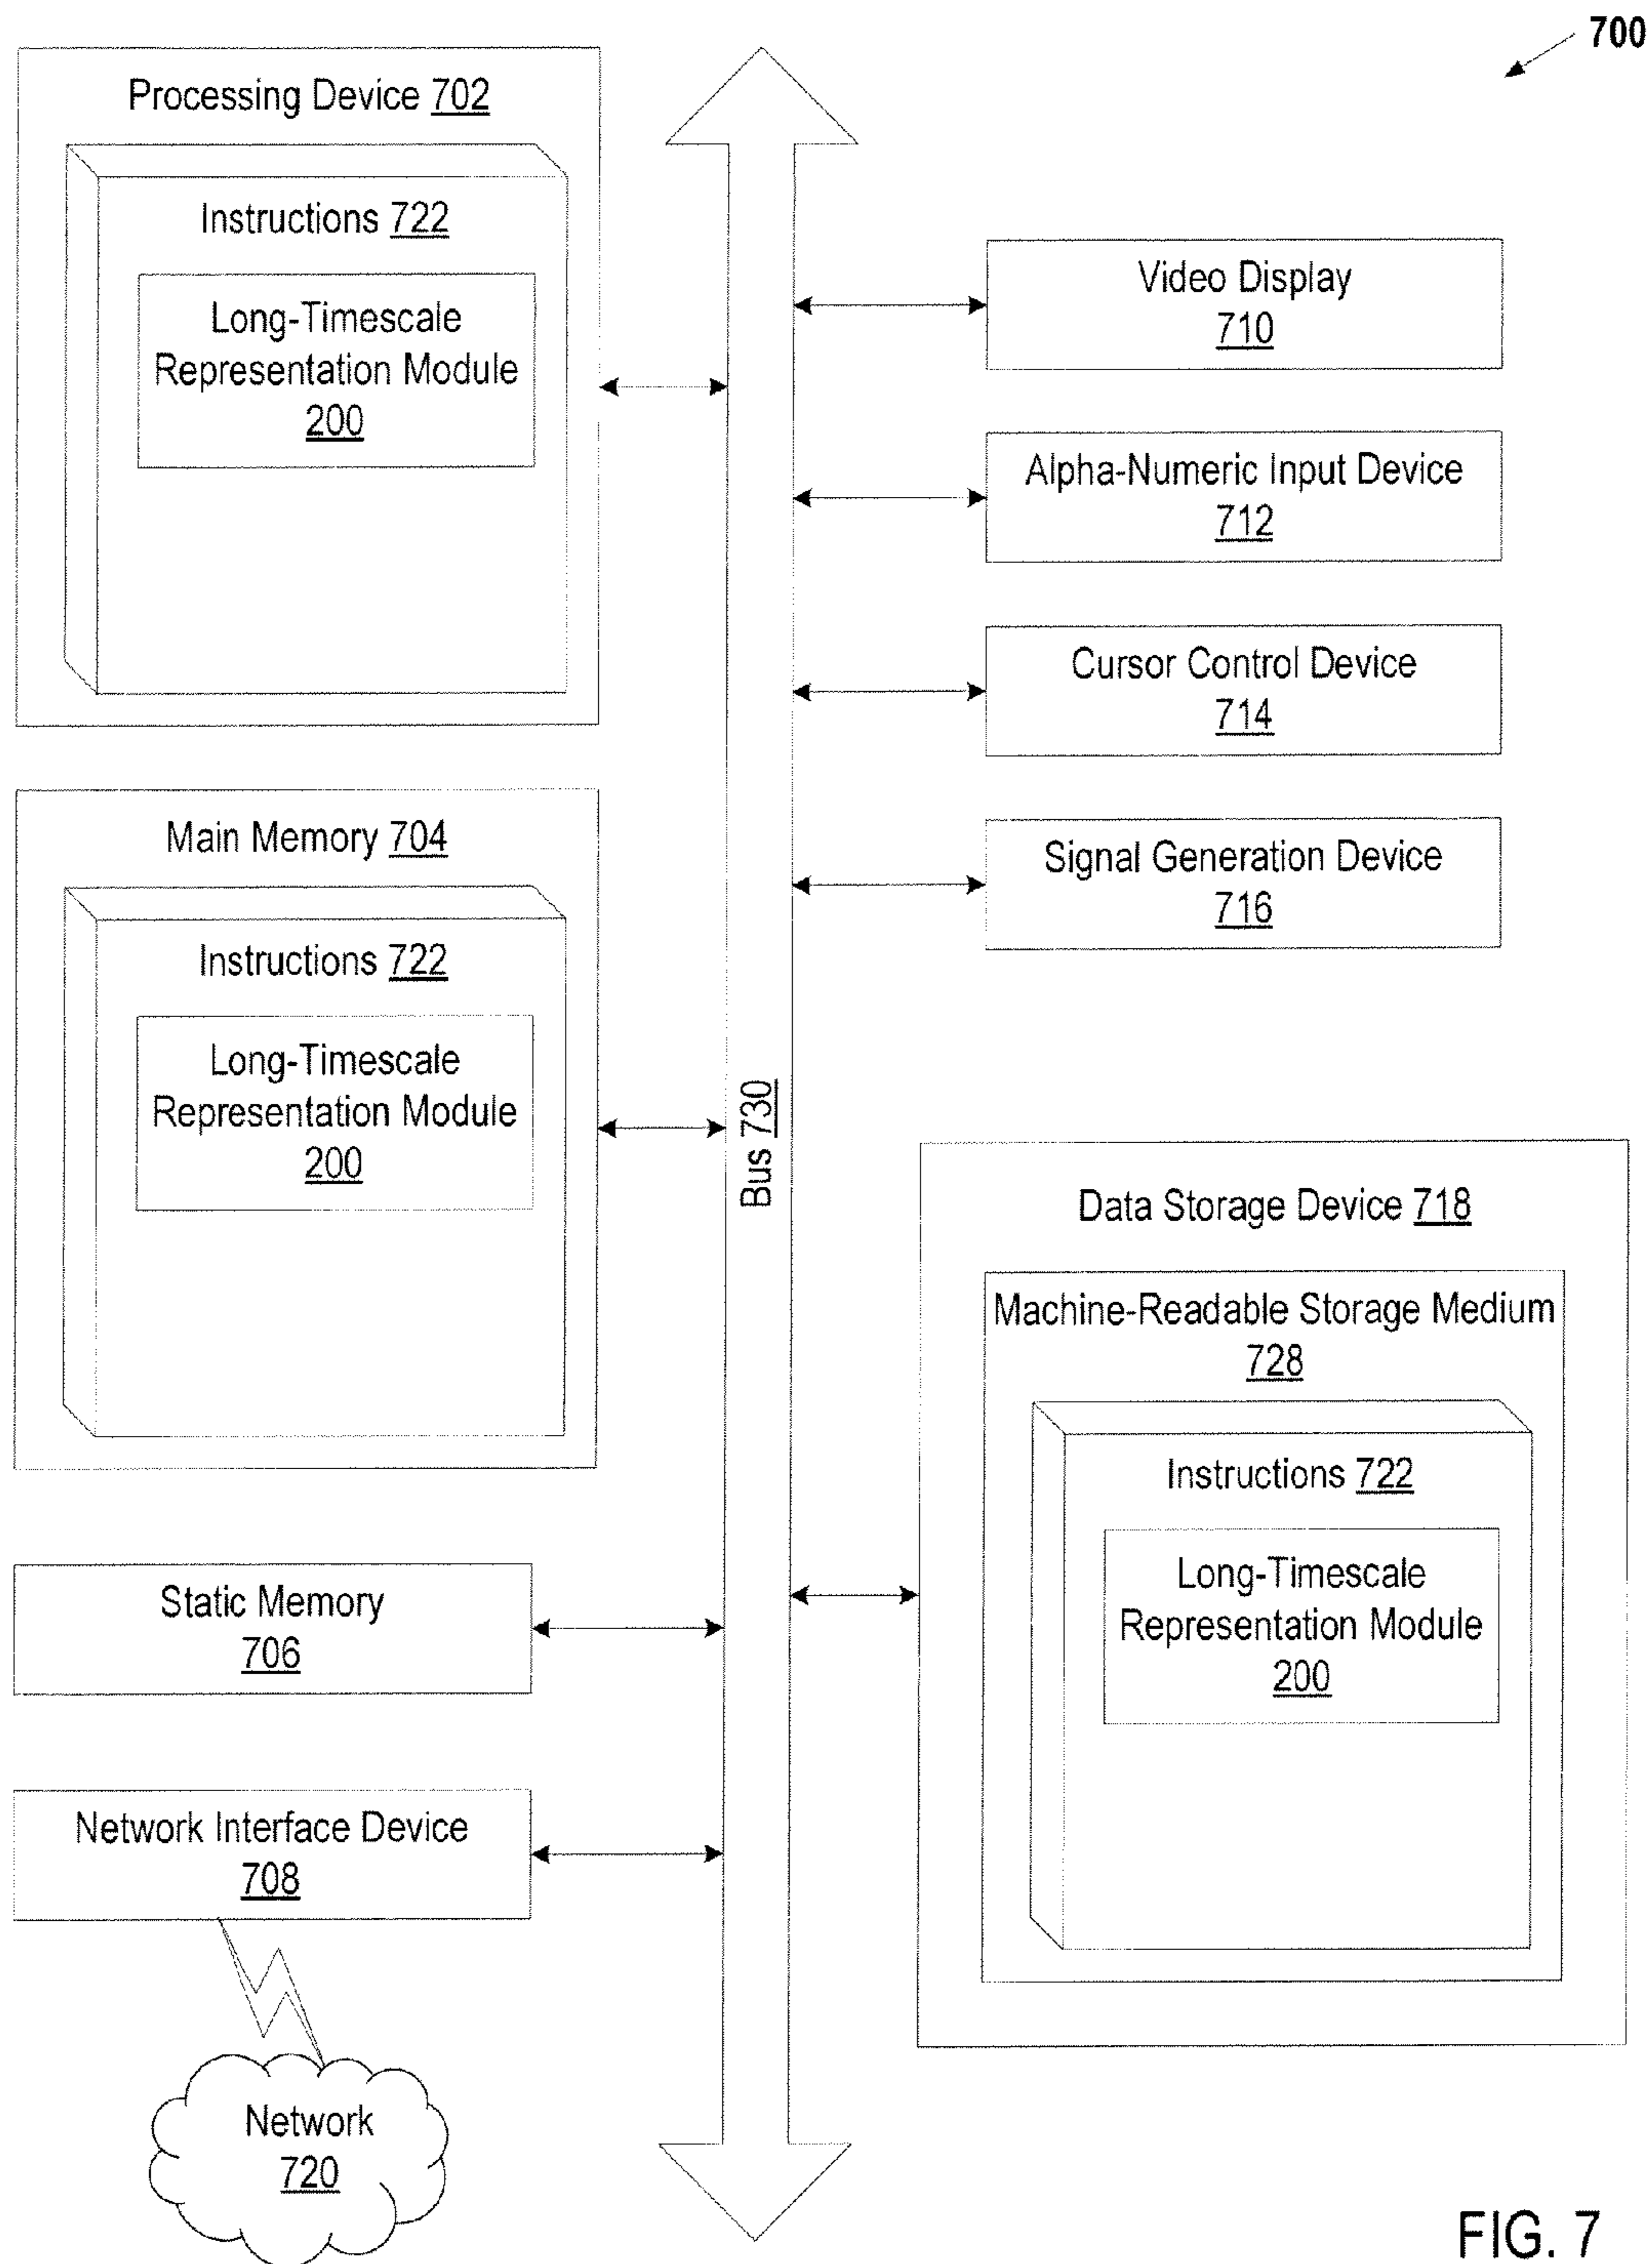 700
Processing Device 702
Instructions 722
Long-Timescale
Representation Module
200
Main Memory 704
Instructions 722
Long-Timescale
Representation Module
200
Static Memory
706
Network Interface Device
708
Network
720
Bus 730
Video Display
710
Alpha-Numeric Input Device
712
Cursor Control Device
714
Signal Generation Device
716
Data Storage Device 718
Machine-Readable Storage Medium
728
Instructions 722
Long-Timescale
Representation Module
200
FIG. 7